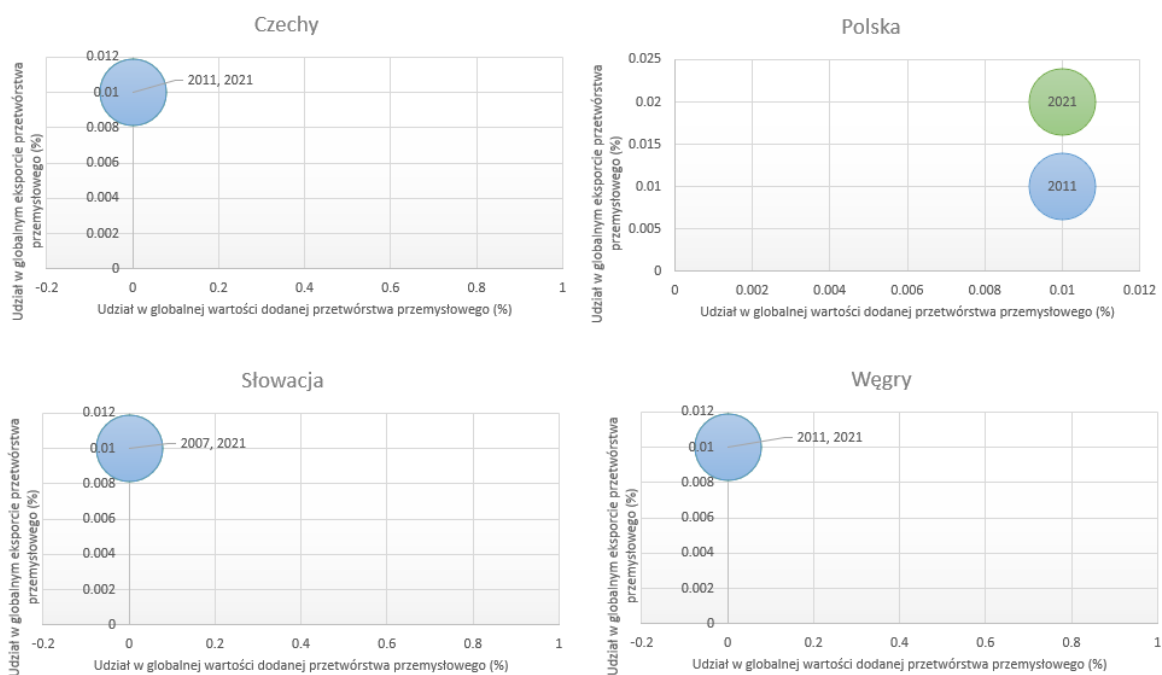 Czechy
Udział w globalnym eksporcie przetwórstwa
przemysłowego (%)
0.012
0.01
0.008
0.006
0.004
0.002
0
2011, 2021
-0.2 0 0.2 0.4 0.6 0.8 1
Udział w globalnej wartości dodanej przetwórstwa przemysłowego (%)
Polska
Udział w globalnym eksporcie przetwórstwa
przemysłowego (%)
0.025
0.02
0.015
0.01
0.005
0
2021
2011
0 0.002 0.004 0.006 0.008 0.01 0.012
Udział w globalnej wartości dodanej przetwórstwa przemysłowego (%)
Słowacja
Udział w globalnym eksporcie przetwórstwa
przemysłowego (%)
0.012
0.01
0.008
0.006
0.004
0.002
0
2007, 2021
-0.2 0 0.2 0.4 0.6 0.8 1
Udział w globalnej wartości dodanej przetwórstwa przemysłowego (%)
Węgry
Udział w globalnym eksporcie przetwórstwa
przemysłowego (%)
0.012
0.01
0.008
0.006
0.004
0.002
0
2011, 2021
-0.2 0 0.2 0.4 0.6 0.8 1
Udział w globalnej wartości dodanej przetwórstwa przemysłowego (%)